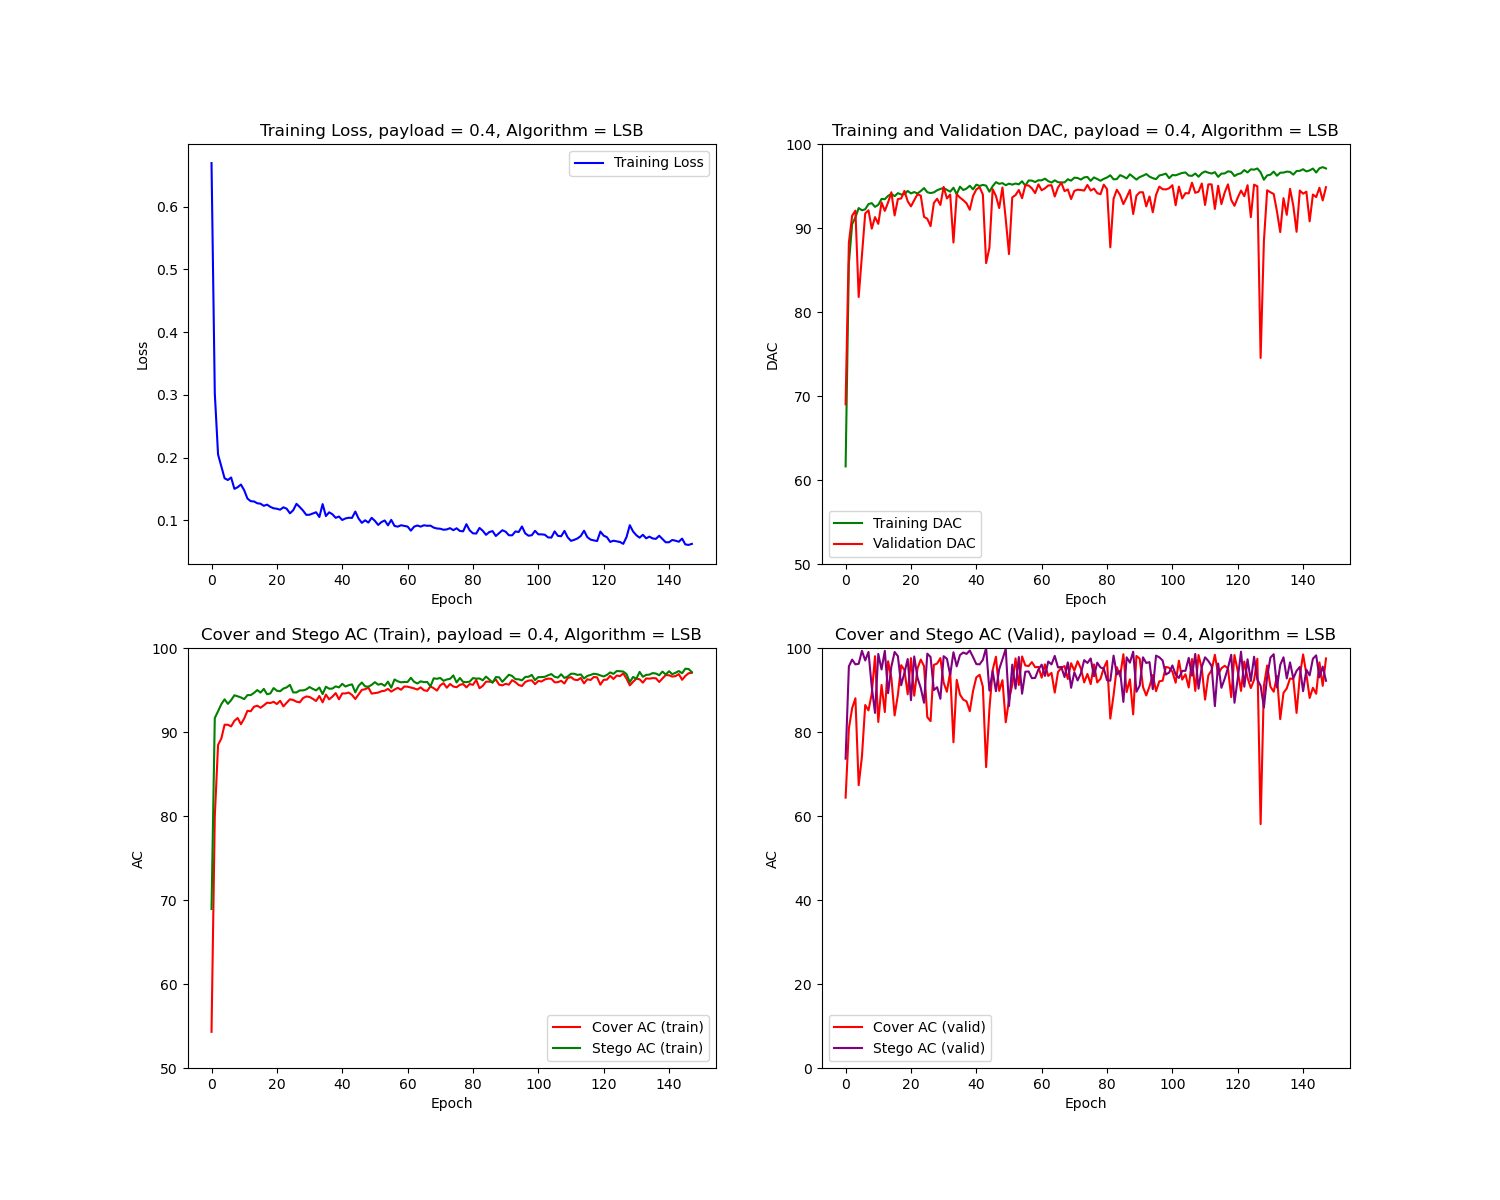 Training Loss, payload = 0.4, Algorithm = LSB
Training Loss
0.6
0.5
0.4
0.3
0.2
0.1
Loss
0 20 40 60 80 100 120 140
Epoch
Training and Validation DAC, payload = 0.4, Algorithm = LSB
100
90
80
70
60
50
DAC
Training DAC
Validation DAC
0 20 40 60 80 100 120 140
Epoch
Cover and Stego AC (Train), payload = 0.4, Algorithm = LSB
100
90
80
70
60
50
AC
Cover AC (train)
Stego AC (train)
0 20 40 60 80 100 120 140
Epoch
Cover and Stego AC (Valid), payload = 0.4, Algorithm = LSB
100
80
60
40
20
0
AC
Cover AC (valid)
Stego AC (valid)
0 20 40 60 80 100 120 140
Epoch